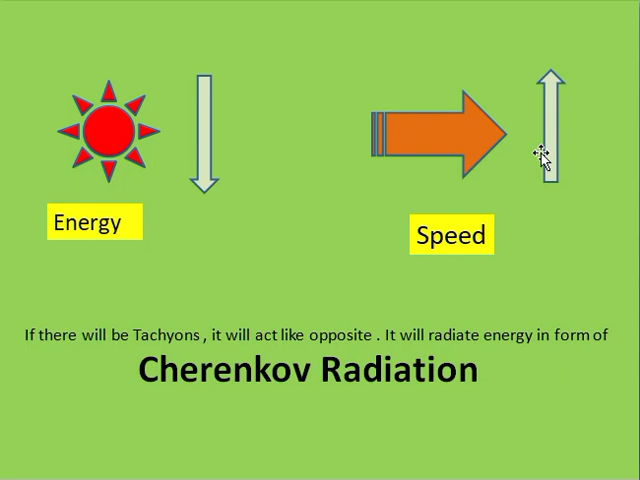 Energy
Speed
If there will be Tachyons , it will act like opposite . It will radiate energy in form of
Cherenkov Radiation